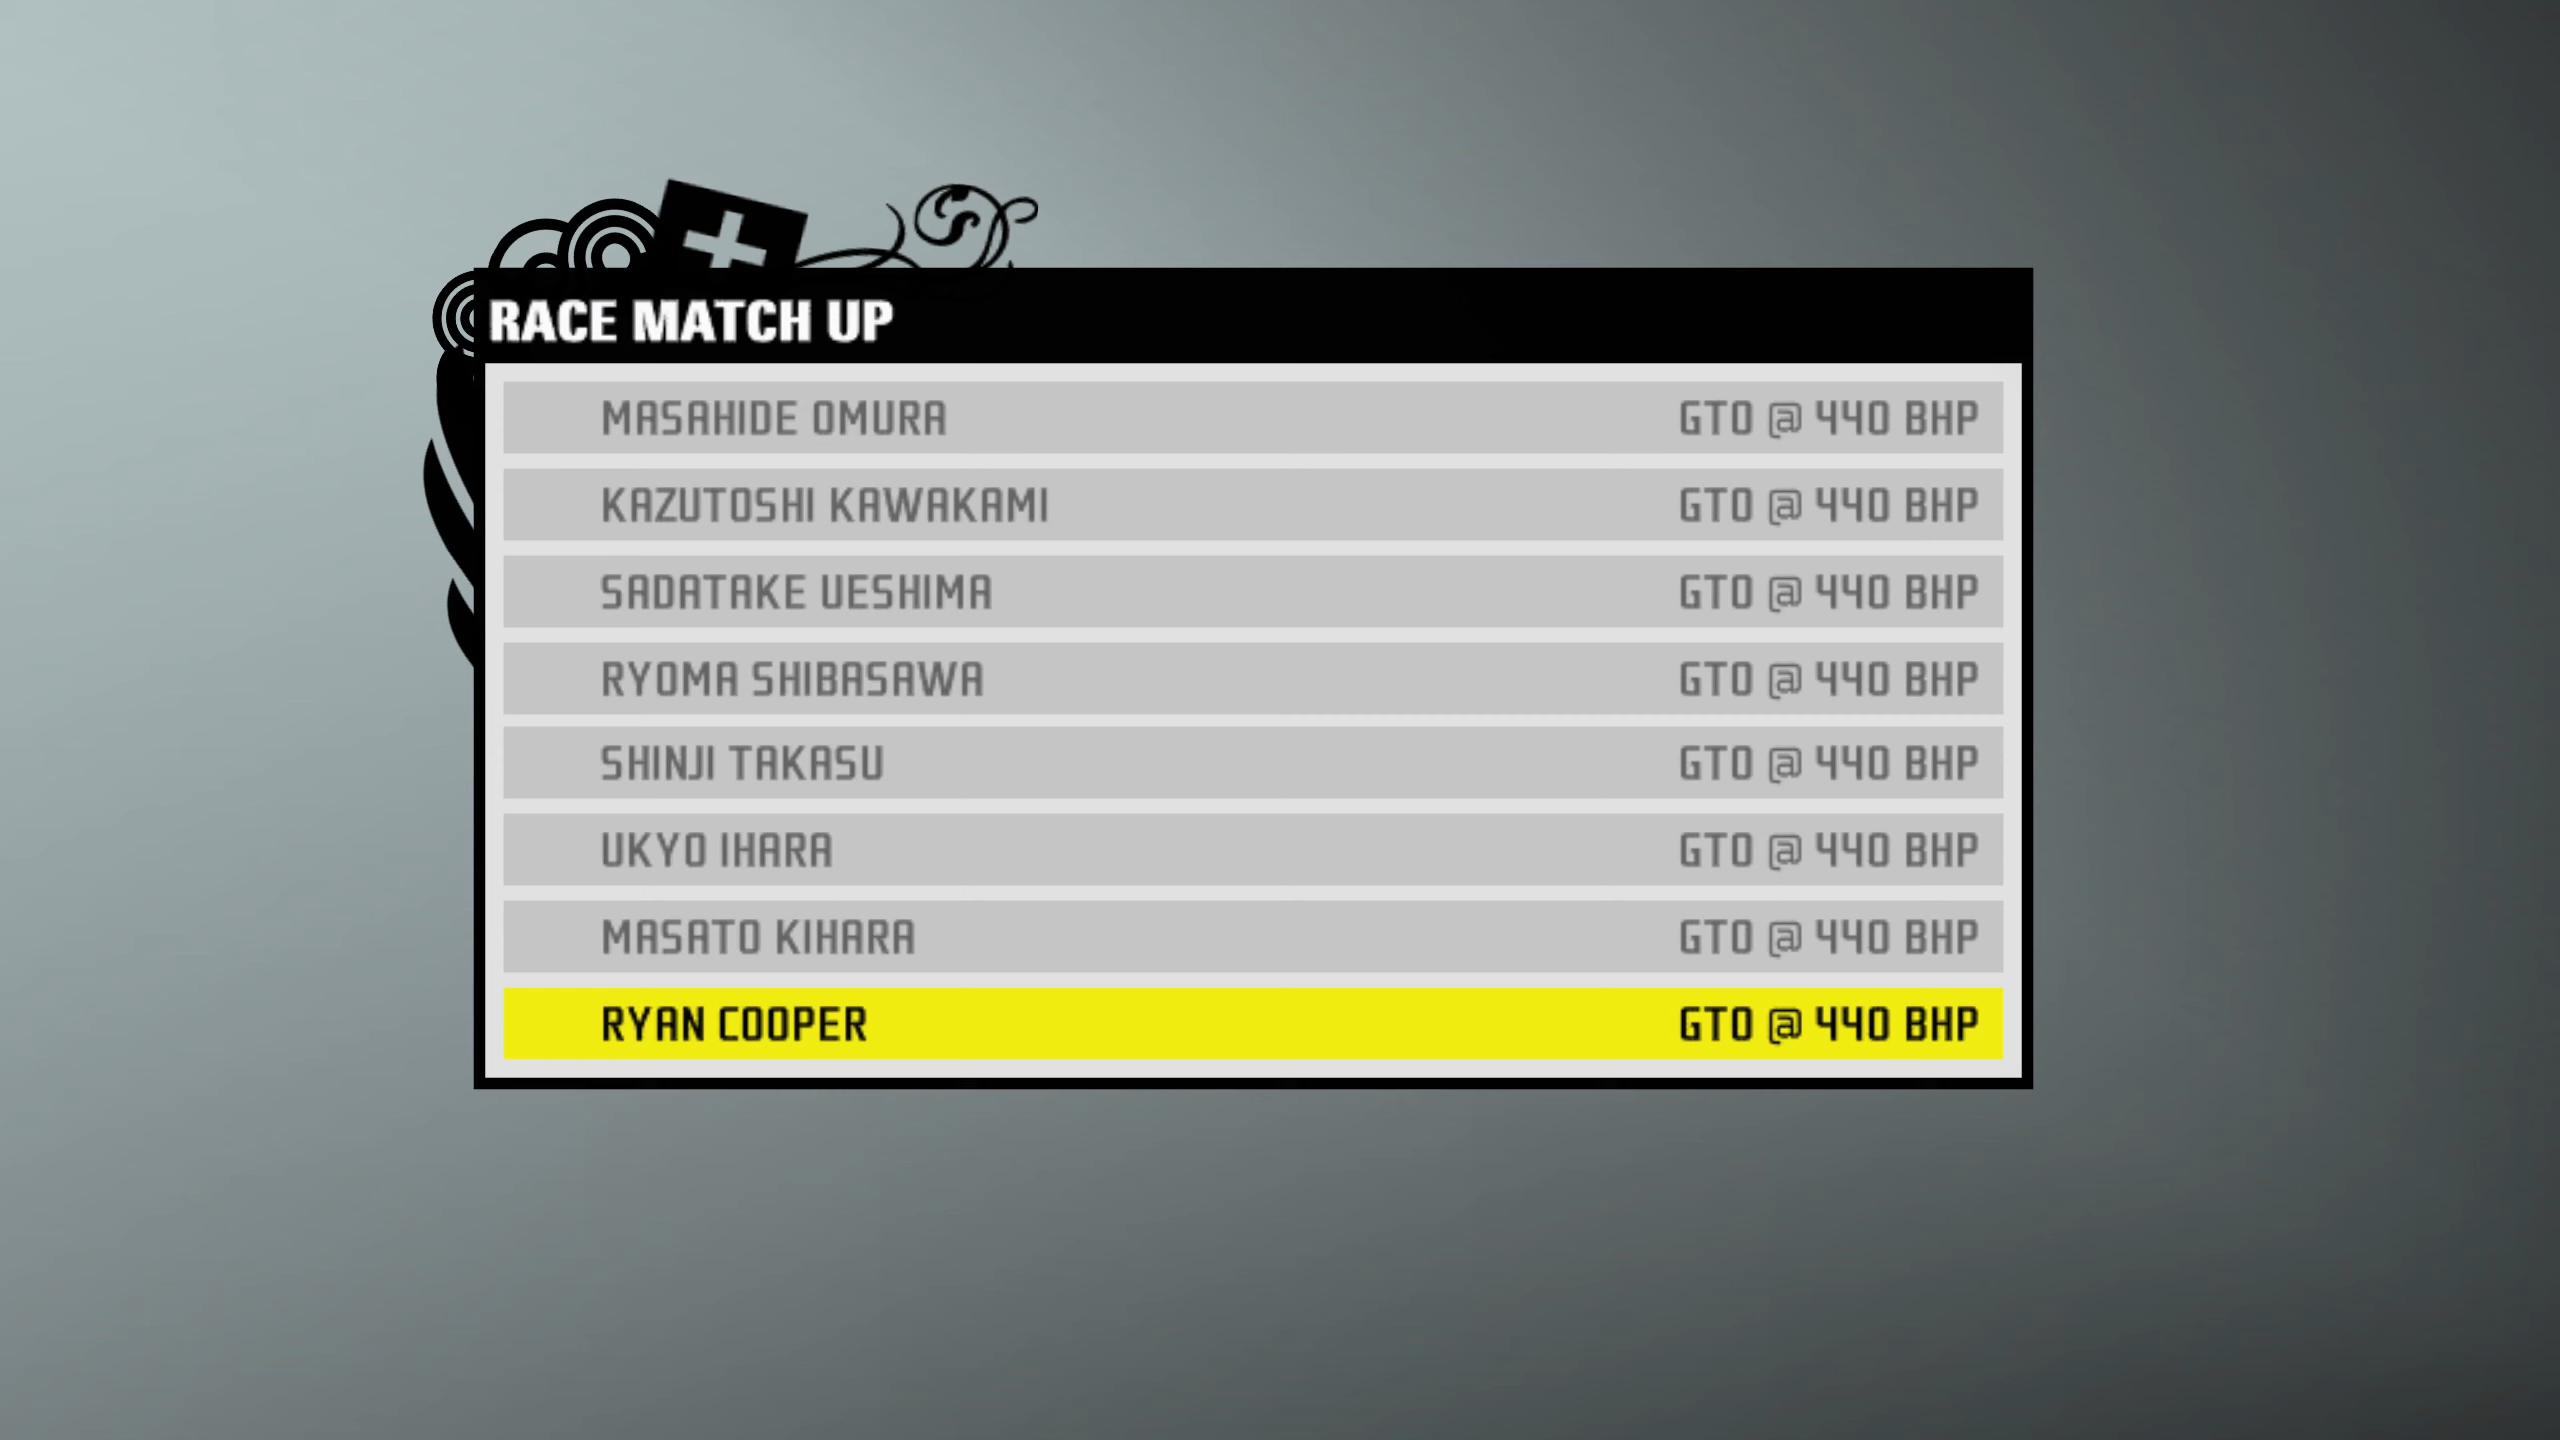 RACE MATCH UP
MASAHIDE OMURA GTO @ 440 BHP
KAZUTOSHI KAWAKAMI GTO @ 440 BHP
SADATAKE UESHIMA GTO @ 440 BHP
RYOMA SHIBASAWA GTO @ 440 BHP
SHINJI TAKASU GTO @ 440 BHP
UKYO IHARA GTO @ 440 BHP
MASATO KIHARA GTO @ 440 BHP
RYAN COOPER GTO @ 440 BHP